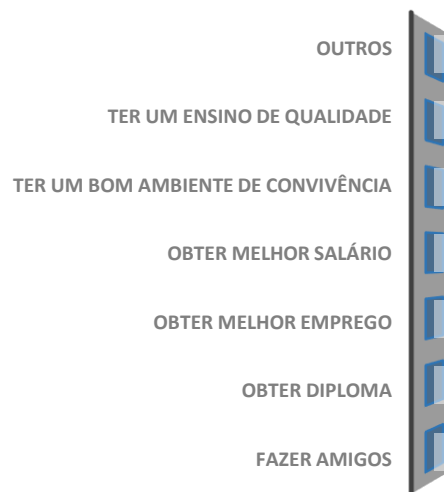 OUTROS
TER UM ENSINO DE QUALIDADE
TER UM BOM AMBIENTE DE CONVIVÊNCIA
OBTER MELHOR SALÁRIO
OBTER MELHOR EMPREGO
OBTER DIPLOMA
FAZER AMIGOS